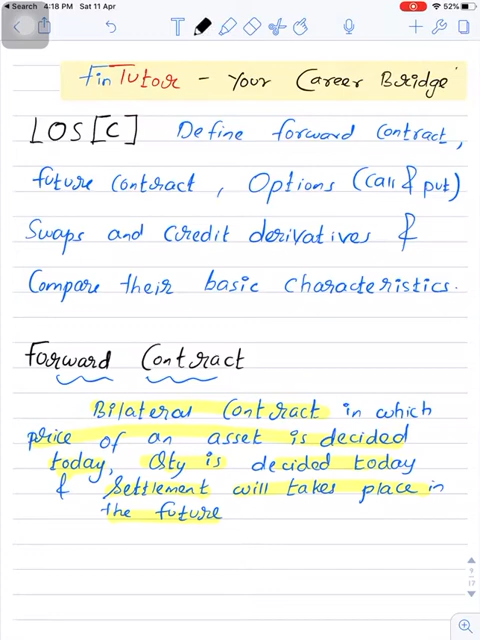 Search 4:18 PM Sat 11 Apr 52%
FinTutor - Your Career Bridge
LOS [C] Define forward contract,
future contract, Options (call & put)
Swaps and credit derivatives &
Compare their basic characteristics.
Forward Contract
Bilateral Contract in which
price of an asset is decided
today, Qty is decided today
& Settlement will takes place in
the future
9
17